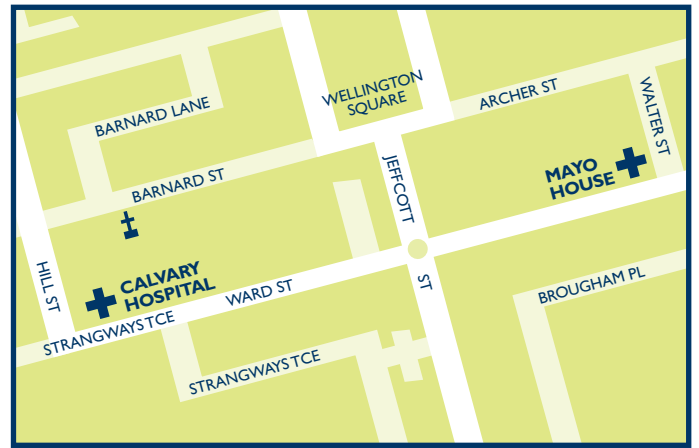 WELLINGTON
SQUARE
ARCHER ST
BARNARD LANE
WALTER ST
JEFFCOTT
MAYO
HOUSE
BARNARD ST
HILL ST
CALVARY
HOSPITAL
WARD ST
ST
BROUGHAM PL
STRANGWAYS TCE
STRANGWAYS TCE